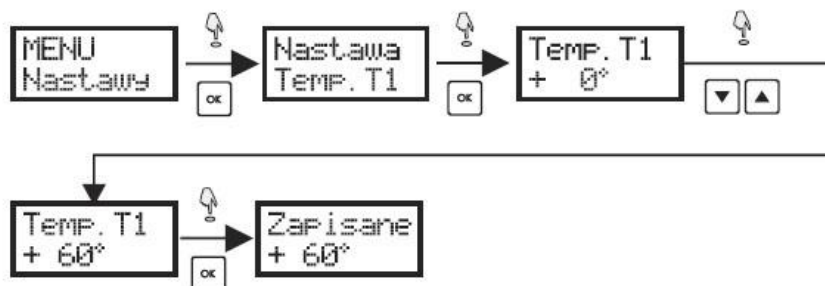 MENU
Nastawy
OK
Nastawa
Temp. T1
OK
Temp. T1
+ 0°
Temp. T1
+ 60°
OK
Zapisane
+ 60°